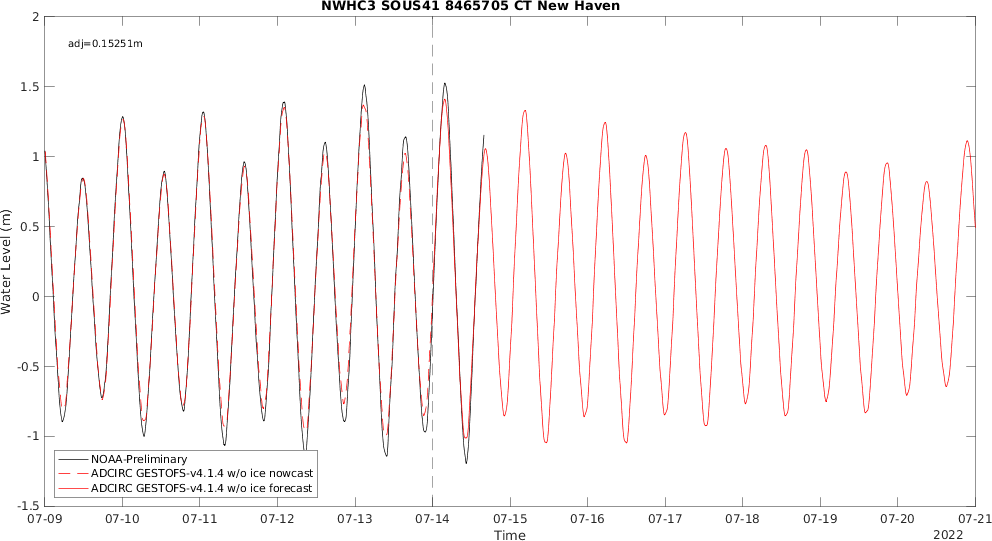 NWHC3 SOUS41 8465705 CT New Haven
adj=0.15251m
2
1.5
1
0.5
0
-0.5
-1
-1.5
Water Level (m)
NOAA-Preliminary
ADCIRC GESTOFS-v4.1.4 w/o ice nowcast
ADCIRC GESTOFS-v4.1.4 w/o ice forecast
07-09 07-10 07-11 07-12 07-13 07-14 07-15 07-16 07-17 07-18 07-19 07-20 07-21
Time
2022